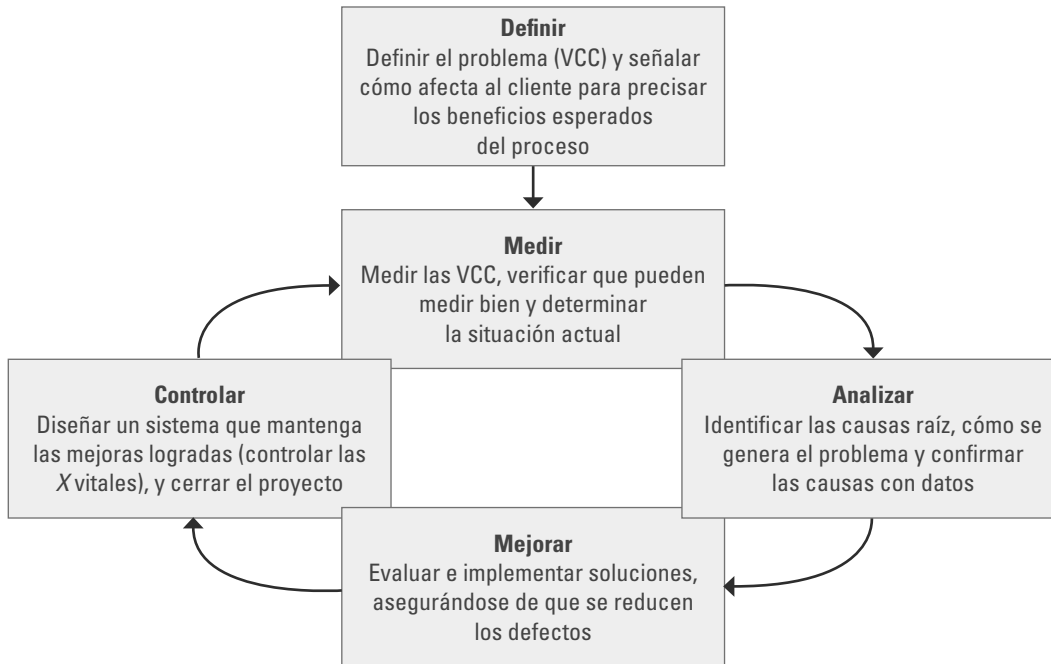 Definir
Definir el problema (VCC) y señalar
cómo afecta al cliente para precisar
los beneficios esperados
del proceso
Medir
Medir las VCC, verificar que pueden
medir bien y determinar
la situación actual
Analizar
Identificar las causas raíz, cómo se
genera el problema y confirmar
las causas con datos
Mejorar
Evaluar e implementar soluciones,
asegurándose de que se reducen
los defectos
Controlar
Diseñar un sistema que mantenga
las mejoras logradas (controlar las
X vitales), y cerrar el proyecto